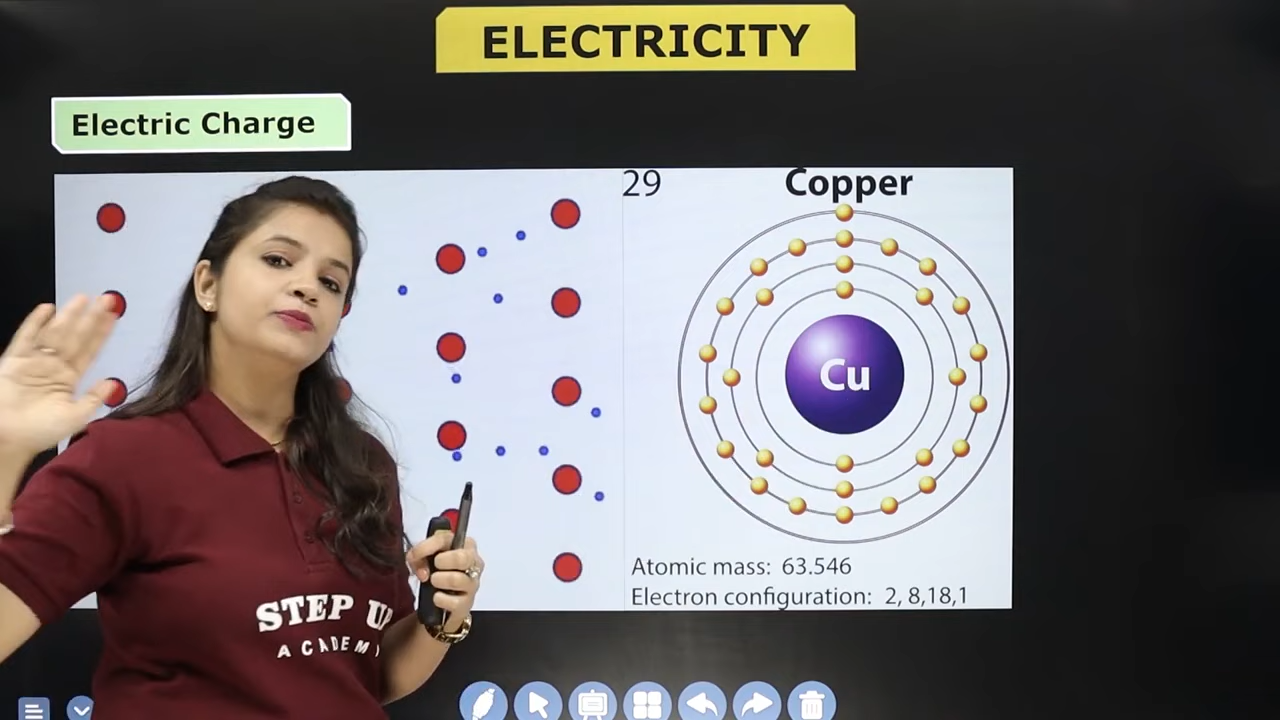 ELECTRICITY
Electric Charge
29
Copper
Cu
Atomic mass: 63.546
Electron configuration: 2, 8,18,1
STEP UP
ACADEMY